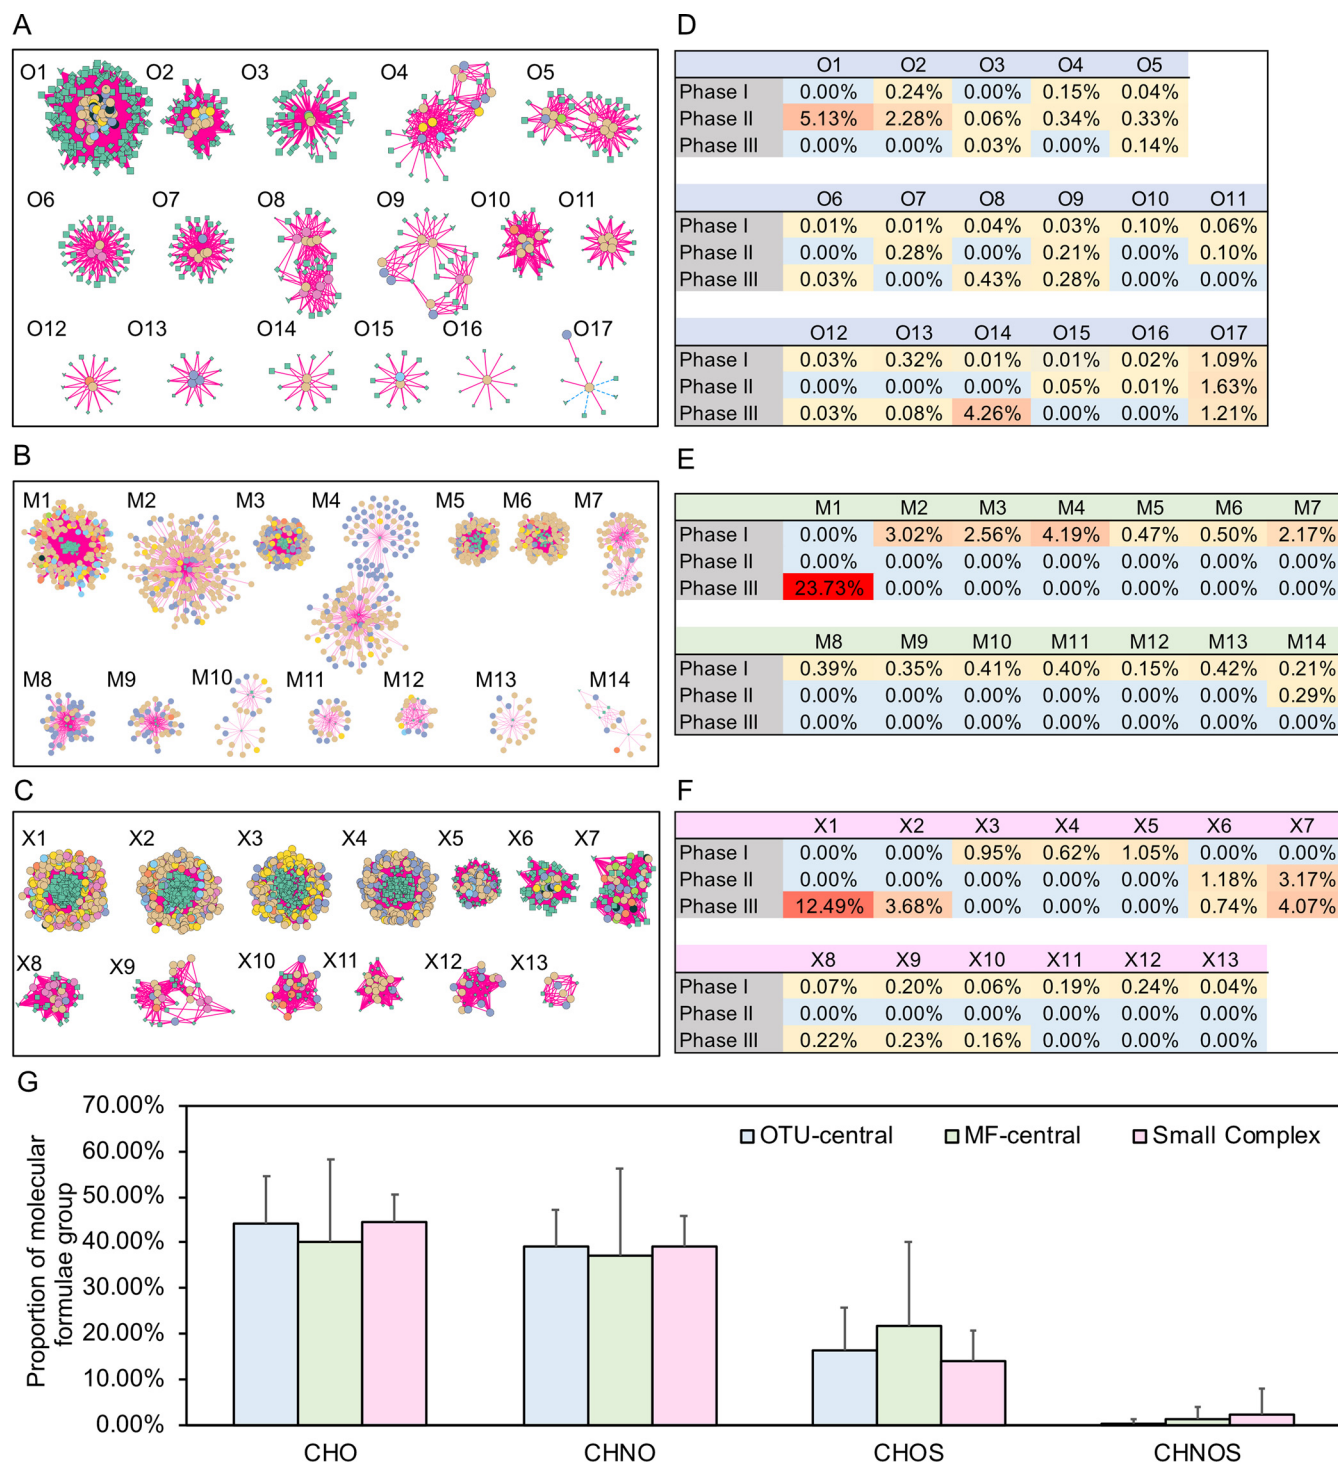 A
O1 O2 O3 O4 O5
O6 O7 O8 O9 O10 O11
O12 O13 O14 O15 O16 O17
D
O1 O2 O3 O4 O5
Phase I 0.00% 0.24% 0.00% 0.15% 0.04%
Phase II 5.13% 2.28% 0.06% 0.34% 0.33%
Phase III 0.00% 0.00% 0.03% 0.00% 0.14%
O6 O7 O8 O9 O10 O11
Phase I 0.01% 0.01% 0.04% 0.03% 0.10% 0.06%
Phase II 0.00% 0.28% 0.00% 0.21% 0.00% 0.10%
Phase III 0.03% 0.00% 0.43% 0.28% 0.00% 0.00%
O12 O13 O14 O15 O16 O17
Phase I 0.03% 0.32% 0.01% 0.01% 0.02% 1.09%
Phase II 0.00% 0.00% 0.00% 0.05% 0.01% 1.63%
Phase III 0.03% 0.08% 4.26% 0.00% 0.00% 1.21%
B
M1 M2 M3 M4 M5 M6 M7
M8 M9 M10 M11 M12 M13 M14
E
M1 M2 M3 M4 M5 M6 M7
Phase I 0.00% 3.02% 2.56% 4.19% 0.47% 0.50% 2.17%
Phase II 0.00% 0.00% 0.00% 0.00% 0.00% 0.00% 0.00%
Phase III 23.73% 0.00% 0.00% 0.00% 0.00% 0.00% 0.00%
M8 M9 M10 M11 M12 M13 M14
Phase I 0.39% 0.35% 0.41% 0.40% 0.15% 0.42% 0.21%
Phase II 0.00% 0.00% 0.00% 0.00% 0.00% 0.00% 0.29%
Phase III 0.00% 0.00% 0.00% 0.00% 0.00% 0.00% 0.00%
C
X1 X2 X3 X4 X5 X6 X7
X8 X9 X10 X11 X12 X13
F
X1 X2 X3 X4 X5 X6 X7
Phase I 0.00% 0.00% 0.95% 0.62% 1.05% 0.00% 0.00%
Phase II 0.00% 0.00% 0.00% 0.00% 0.00% 1.18% 3.17%
Phase III 12.49% 3.68% 0.00% 0.00% 0.00% 0.74% 4.07%
X8 X9 X10 X11 X12 X13
Phase I 0.07% 0.20% 0.06% 0.19% 0.24% 0.04%
Phase II 0.00% 0.00% 0.00% 0.00% 0.00% 0.00%
Phase III 0.22% 0.23% 0.16% 0.00% 0.00% 0.00%
G
Proportion of molecular
formulae group
70.00%
60.00%
50.00%
40.00%
30.00%
20.00%
10.00%
0.00%
OTU-central MF-central Small Complex
CHO CHNO CHOS CHNOS